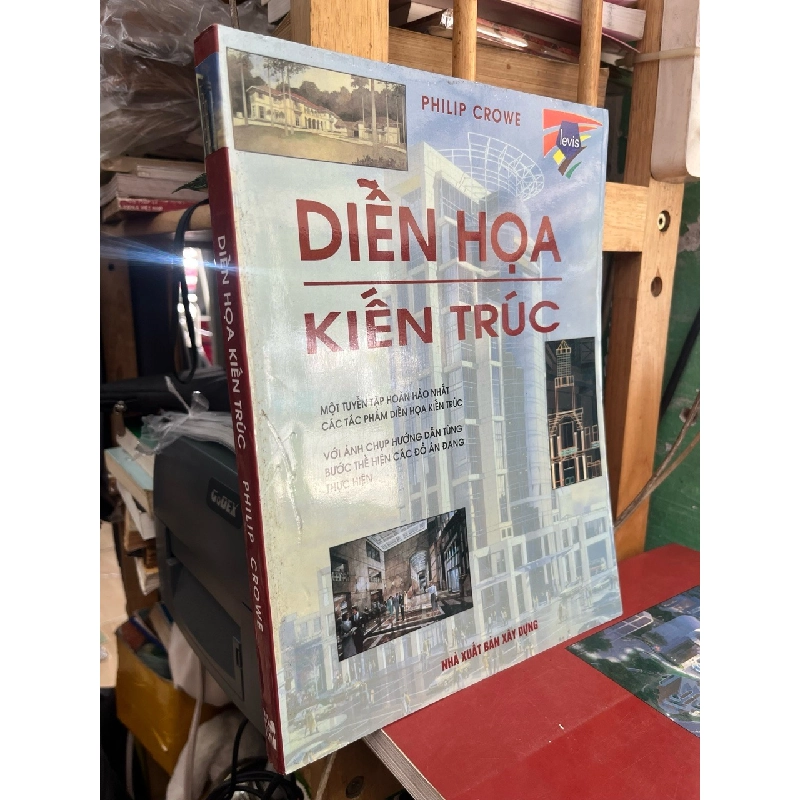 PHILIP CROWE
levis
DIỄN HỌA
KIẾN TRÚC
MỘT TUYỂN TẬP HOÀN HẢO NHẤT
CÁC TÁC PHẨM DIỄN HỌA KIẾN TRÚC
VỚI ẢNH CHỤP HƯỚNG DẪN TỪNG
BƯỚC THỂ HIỆN CÁC ĐỒ ÁN ĐANG
THỰC HIỆN
NHÀ XUẤT BẢN XÂY DỰNG
DIỄN HỌA KIẾN TRÚC PHILIP CROWE
GoDEX